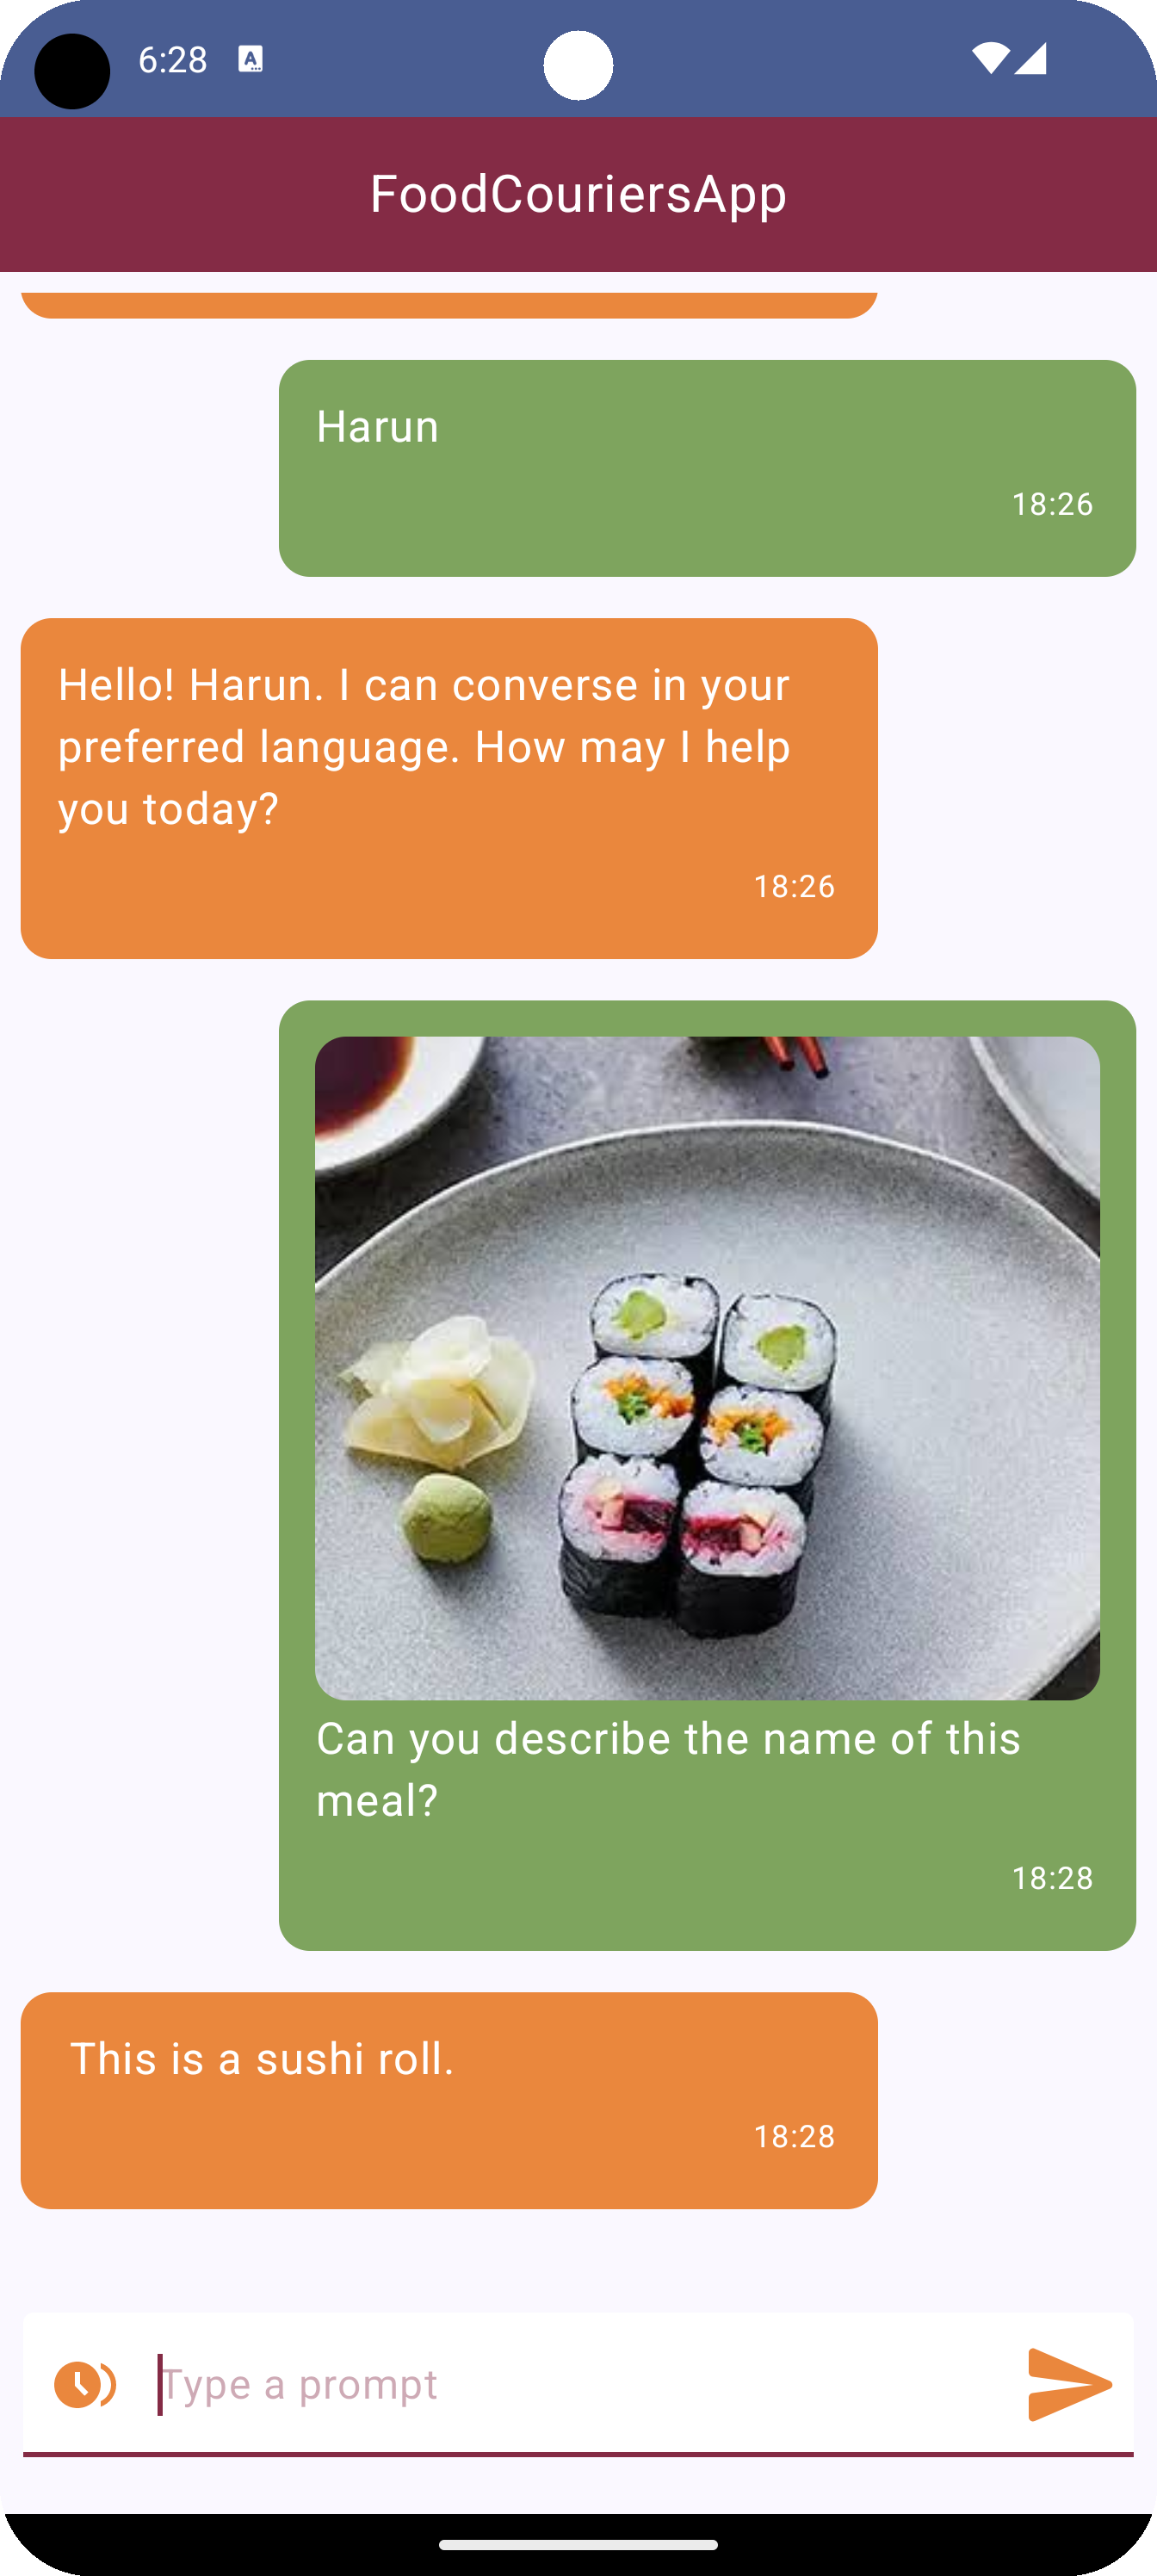 6:28
FoodCouriersApp
Harun
18:26
Hello! Harun. I can converse in your
preferred language. How may I help
you today?
18:26
Can you describe the name of this
meal?
18:28
This is a sushi roll.
18:28
Type a prompt